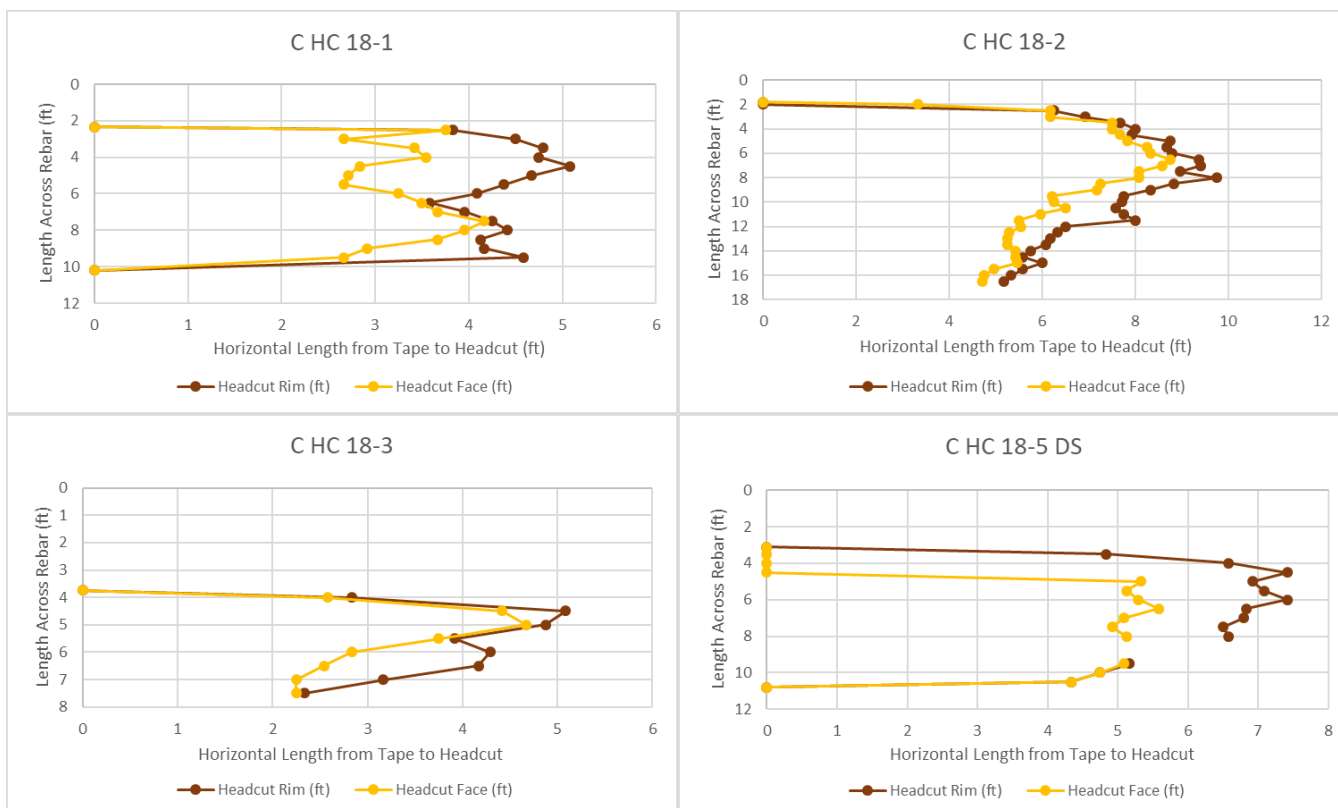 C HC 18-1
0
2
4
6
8
10
12
0 1 2 3 4 5 6
Length Across Rebar (ft)
Horizontal Length from Tape to Headcut (ft)
Headcut Rim (ft) Headcut Face (ft)
C HC 18-2
0
2
4
6
8
10
12
14
16
18
0 2 4 6 8 10 12
Length Across Rebar (ft)
Horizontal Length from Tape to Headcut (ft)
Headcut Rim (ft) Headcut Face (ft)
C HC 18-3
0
1
2
3
4
5
6
7
8
0 1 2 3 4 5 6
Length Across Rebar (ft)
Horizontal Length from Tape to Headcut
Headcut Rim (ft) Headcut Face (ft)
C HC 18-5 DS
0
2
4
6
8
10
12
0 1 2 3 4 5 6 7 8
Length Across Rebar (ft)
Horizontal Length from Tape to Headcut
Headcut Rim (ft) Headcut Face (ft)